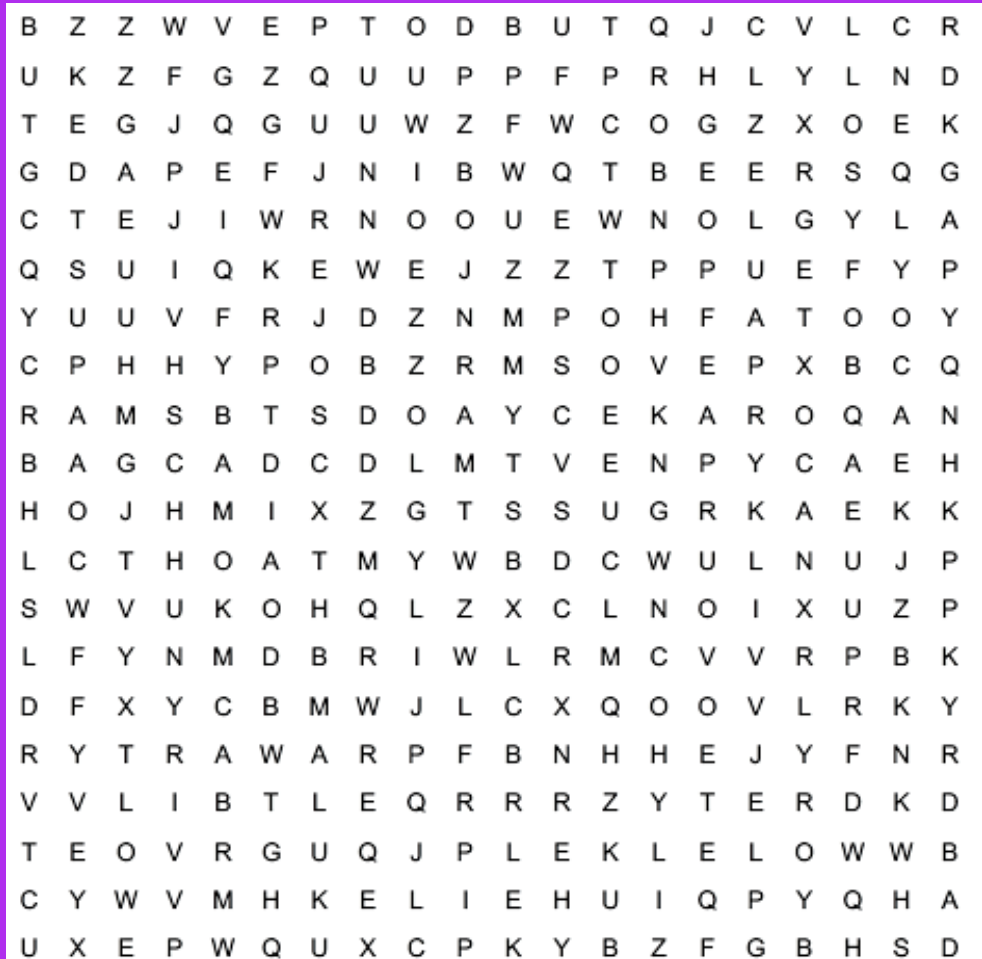 B Z Z W V E P T O D B U T Q J C V L C R
U K Z F G Z Q U U P P F P R H L Y L N D
T E G J Q G U U W Z F W C O G Z X O E K
G D A P E F J N I B W Q T B E E R S Q G
C T E J I W R N O O U E W N O L G Y L A
Q S U I Q K E W E J Z Z T P P U E F Y P
Y U U V F R J D Z N M P O H F A T O O Y
C P H H Y P O B Z R M S O V E P X B C Q
R A M S B T S D O A Y C E K A R O Q A N
B A G C A D C D L M T V E N P Y C A E H
H O J H M I X Z G T S S U G R K A E K K
L C T H O A T M Y W B D C W U L N U J P
S W V U K O H Q L Z X C L N O I X U Z P
L F Y N M D B R I W L R M C V V R P B K
D F X Y C B M W J L C X Q O O V L R K Y
R Y T R A W A R P F B N H H E J Y F N R
V V L I B T L E Q R R R Z Y T E R D K D
T E O V R G U Q J P L E K L E L O W W B
C Y W V M H K E L I E H U I Q P Y Q H A
U X E P W Q U X C P K Y B Z F G B H S D